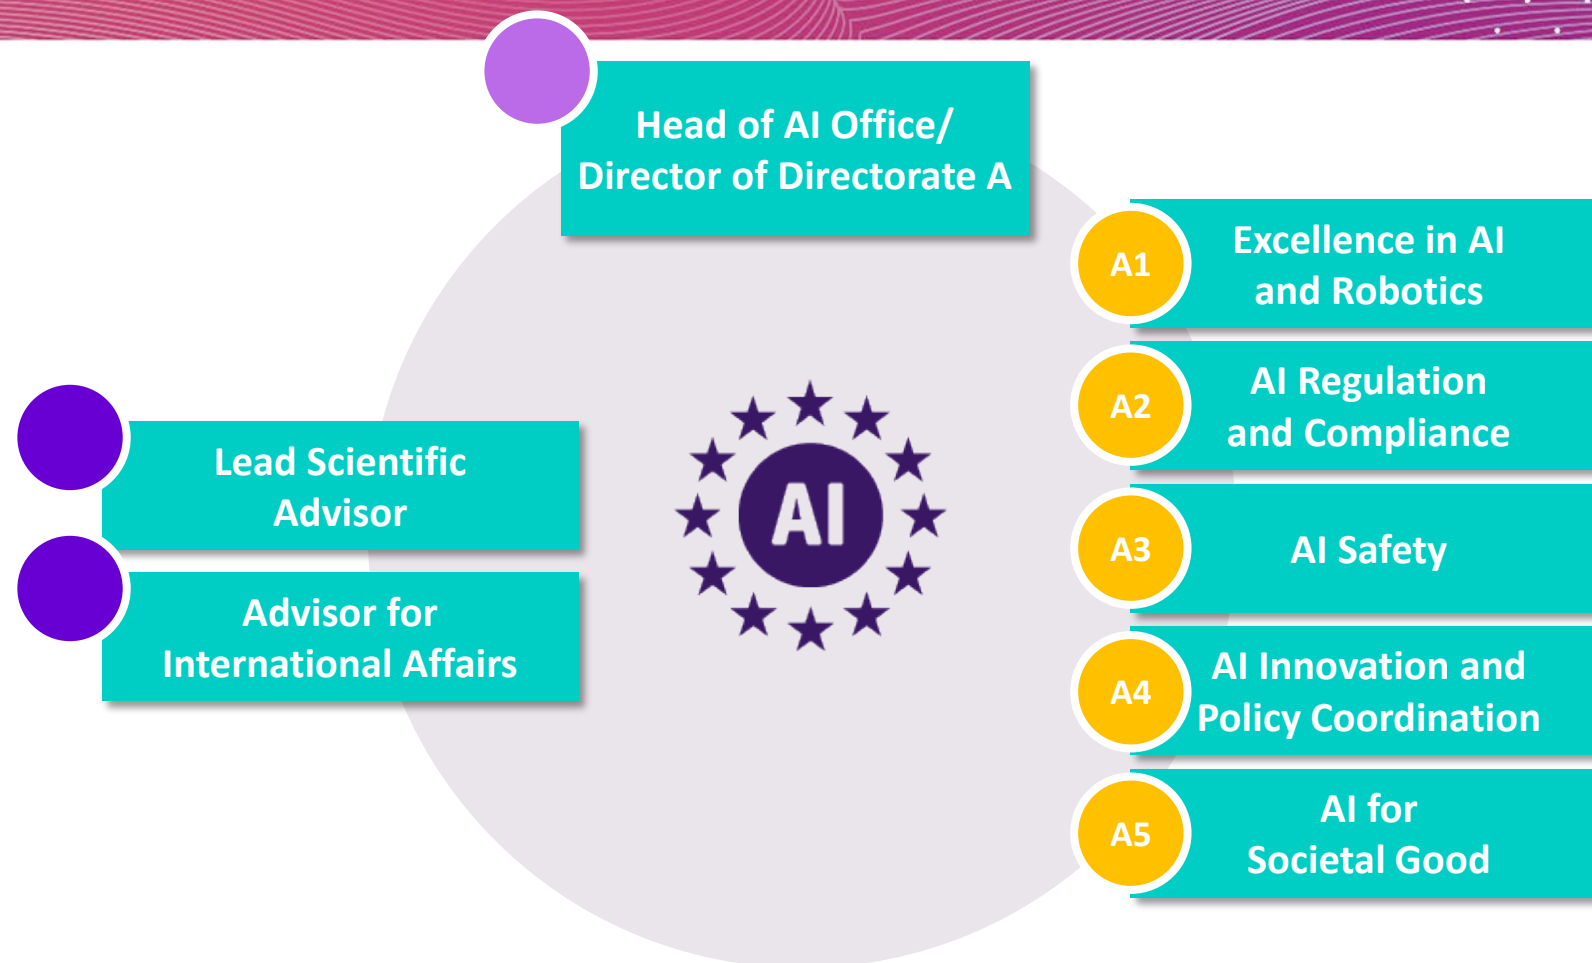 Head of AI Office/
Director of Directorate A
A1
Excellence in AI
and Robotics
A2
AI Regulation
and Compliance
Lead Scientific
Advisor
AI
A3
AI Safety
Advisor for
International Affairs
A4
AI Innovation and
Policy Coordination
A5
AI for
Societal Good